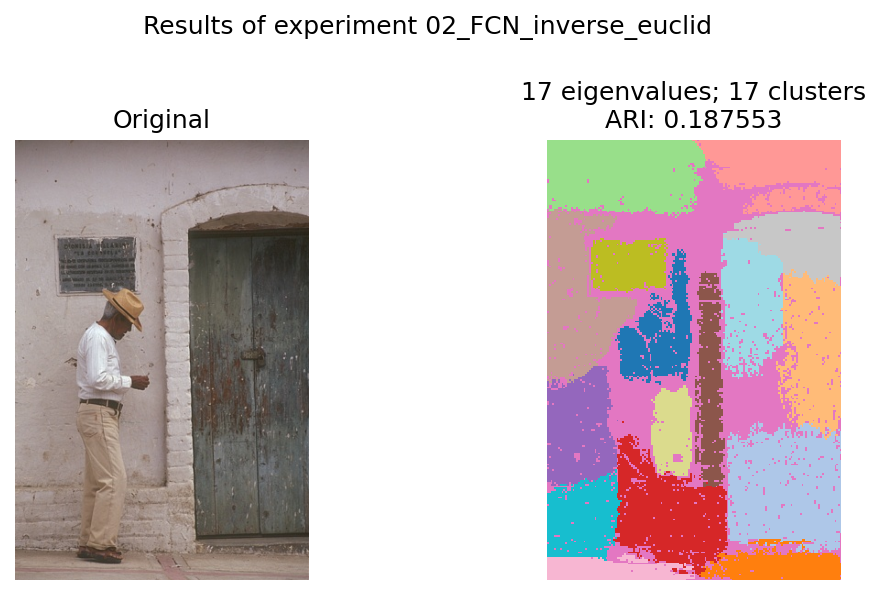 Results of experiment 02_FCN_inverse_euclid
Original
17 eigenvalues; 17 clusters
ARI: 0.187553